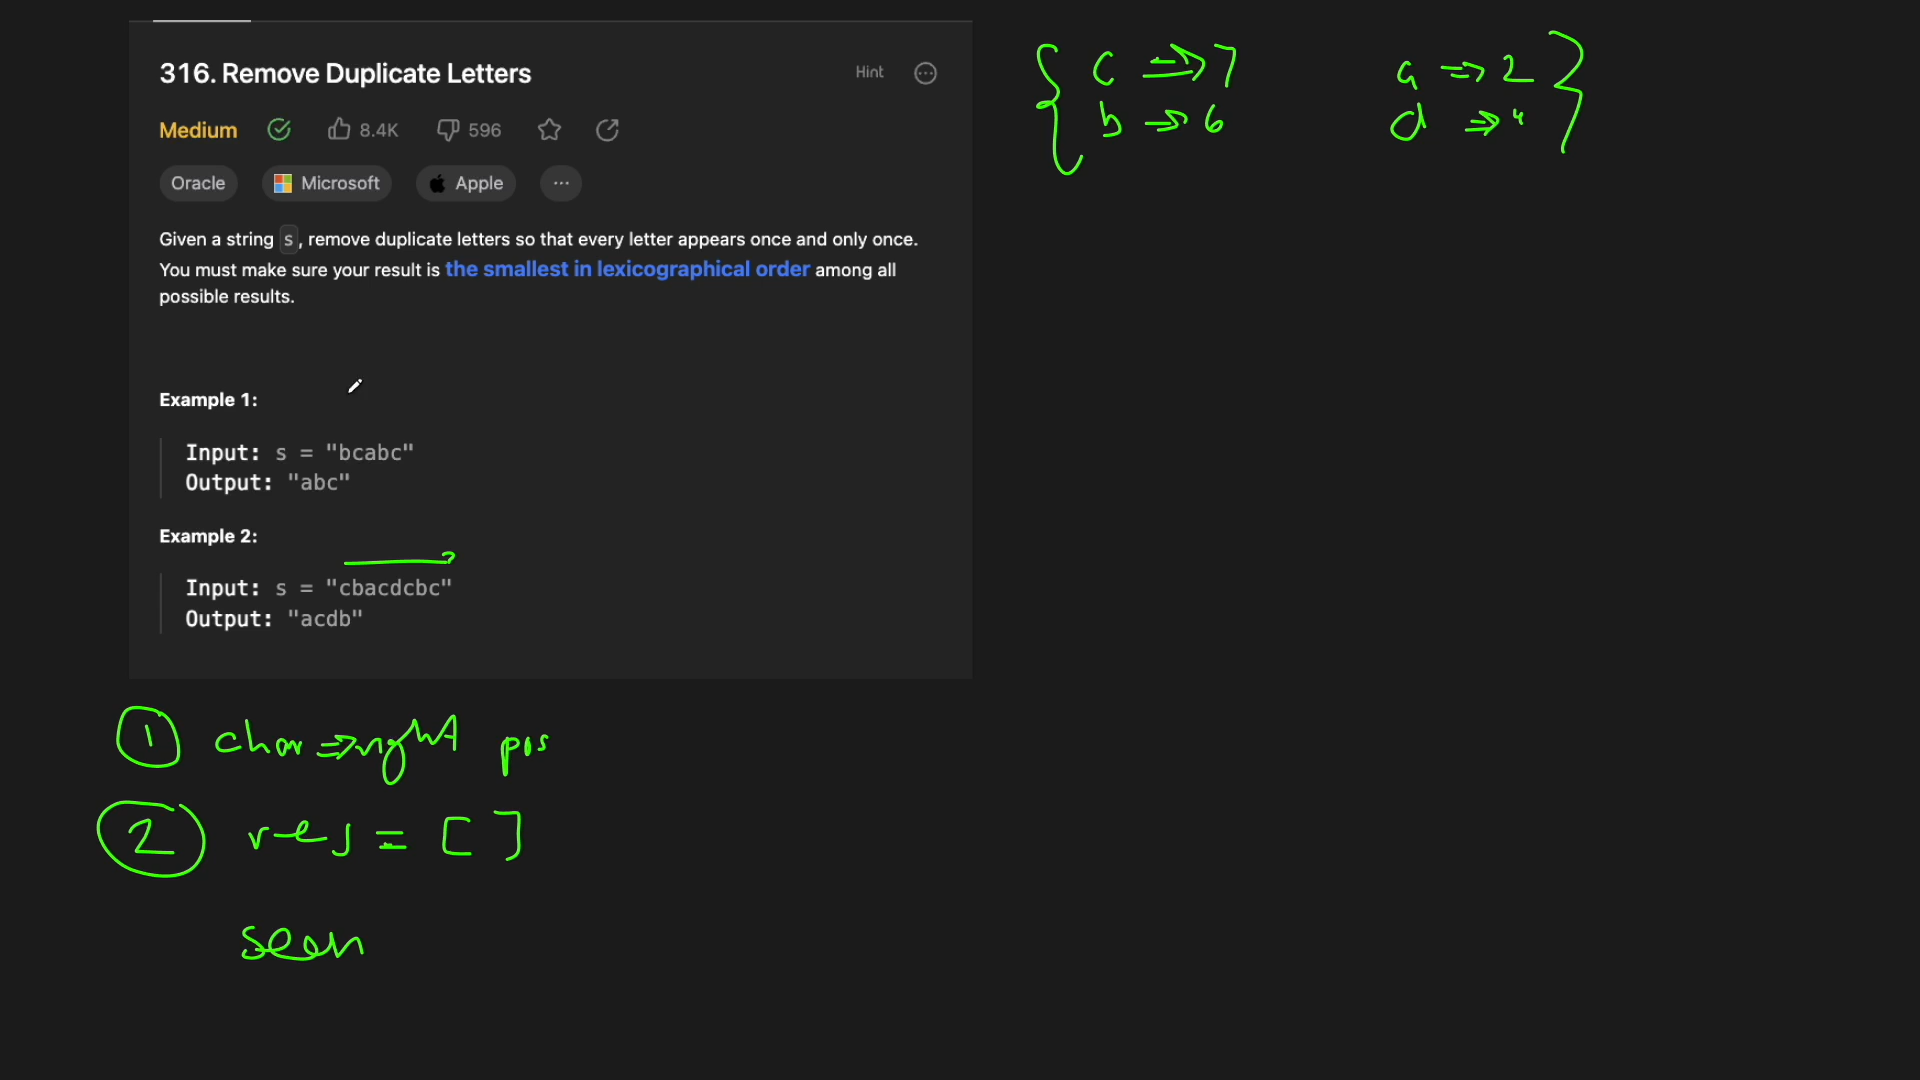 316. Remove Duplicate Letters
Hint
Medium 8.4K 596
Oracle Microsoft Apple ...
Given a string s, remove duplicate letters so that every letter appears once and only once.
You must make sure your result is the smallest in lexicographical order among all
possible results.
Example 1:
Input: s = "bcabc"
Output: "abc"
Example 2:
Input: s = "cbacdcbc"
Output: "acdb"
{ c => 7 a => 2 }
b => 6 d => 4
1 char => right pos
2 res = [ ]
seen